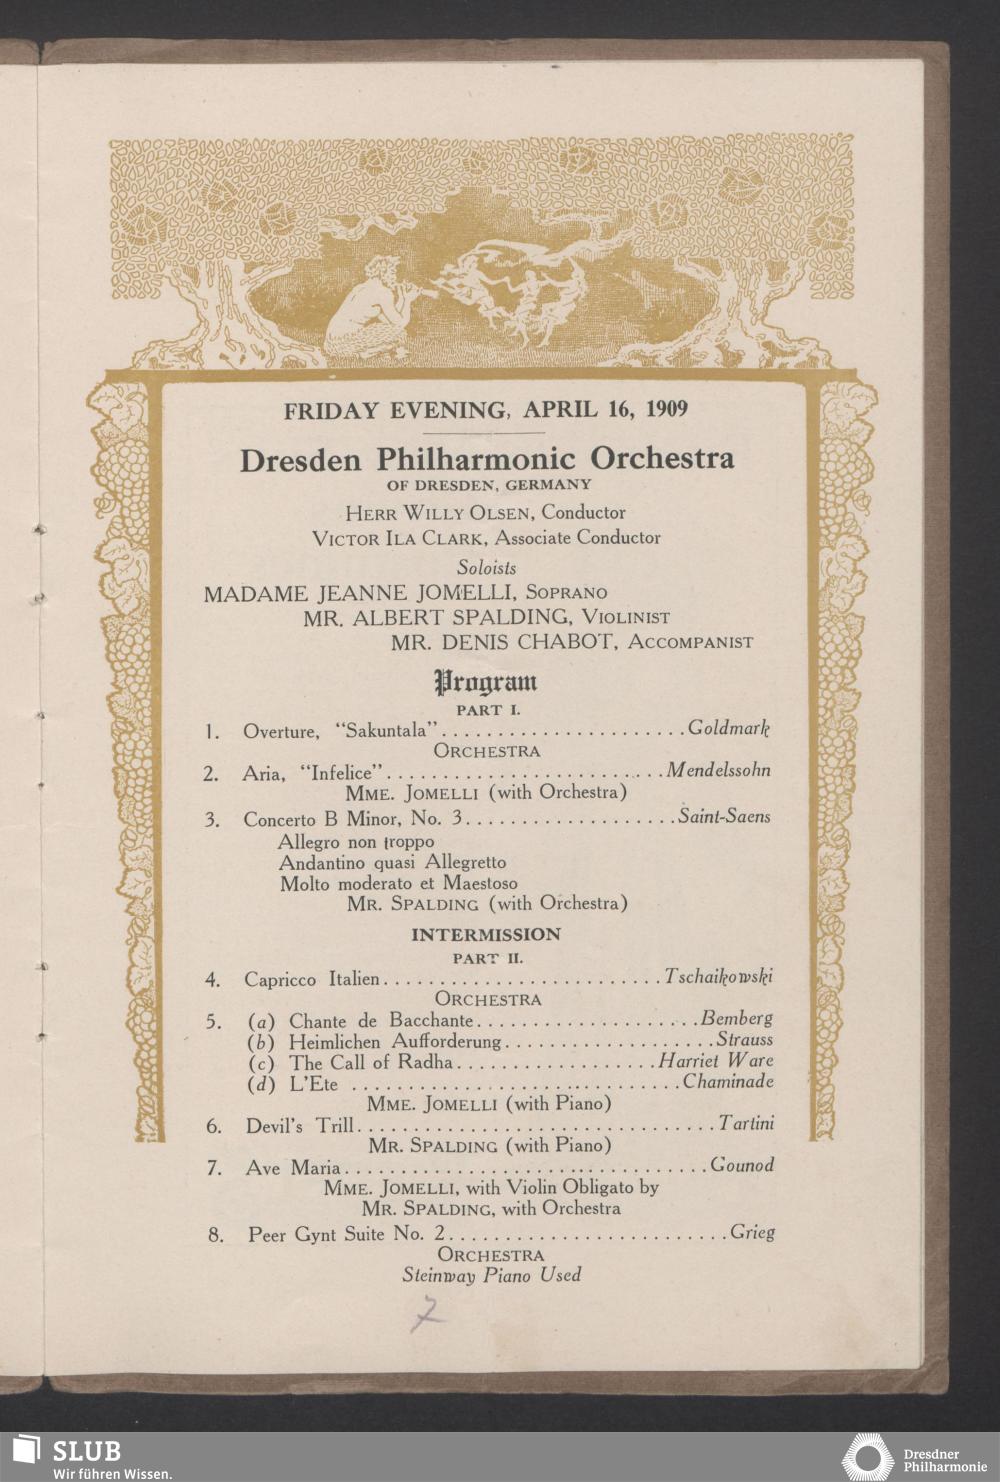 FRIDAY EVENING, APRIL 16, 1909
Dresden Philharmonic Orchestra
OF DRESDEN, GERMANY
HERR WILLY OLSEN, Conductor
VICTOR ILA CLARK, Associate Conductor
Soloists
MADAME JEANNE JOMELLI, SOPRANO
MR. ALBERT SPALDING, VIOLINIST
MR. DENIS CHABOT, ACCOMPANIST
Program
PART I.
1. Overture, "Sakuntala"......................Goldmark
ORCHESTRA
2. Aria, "Infelice".........................Mendelssohn
MME. JOMELLI (with Orchestra)
3. Concerto B Minor, No. 3...................Saint-Saens
Allegro non troppo
Andantino quasi Allegretto
Molto moderato et Maestoso
MR. SPALDING (with Orchestra)
INTERMISSION
PART II.
4. Capricco Italien.........................Tschaikowski
ORCHESTRA
5. (a) Chante de Bacchante....................Bemberg
(b) Heimlichen Aufforderung...................Strauss
(c) The Call of Radha..................Harriet Ware
(d) L'Ete ..............................Chaminade
MME. JOMELLI (with Piano)
6. Devil's Trill................................Tartini
MR. SPALDING (with Piano)
7. Ave Maria.................................Gounod
MME. JOMELLI, with Violin Obligato by
MR. SPALDING, with Orchestra
8. Peer Gynt Suite No. 2.........................Grieg
ORCHESTRA
Steinway Piano Used
7
SLUB
Wir führen Wissen.
Dresdner
Philharmonie